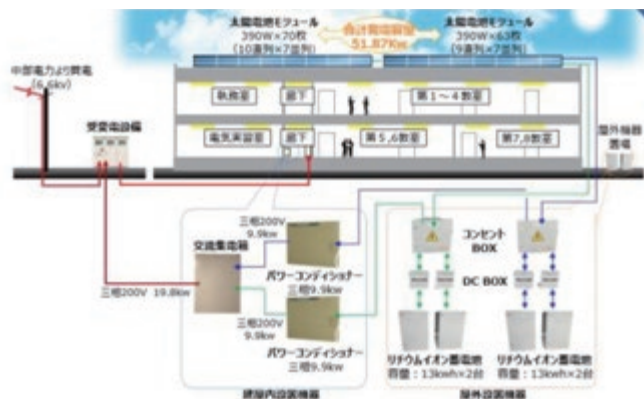 太陽電池モジュール
390W×70枚
(10直列×7並列)
合計発電容量
51.87Kw
太陽電池モジュール
390W×63枚
(9直列×7並列)
中部電力より買電
(6.6kv)
受変電設備
執務室
廊下
第1～4教室
電気実習室
廊下
第5,6教室
第7,8教室
屋外機器
置場
三相200V
9.9kw
交流集電箱
パワーコンディショナー
三相9.9kw
三相200V 19.8kw
三相200V
9.9kw
パワーコンディショナー
三相9.9kw
建屋内設置機器
コンセント
BOX
DC BOX
リチウムイオン蓄電池
容量：13kwh×2台
リチウムイオン蓄電池
容量：13kwh×2台
屋外設置機器